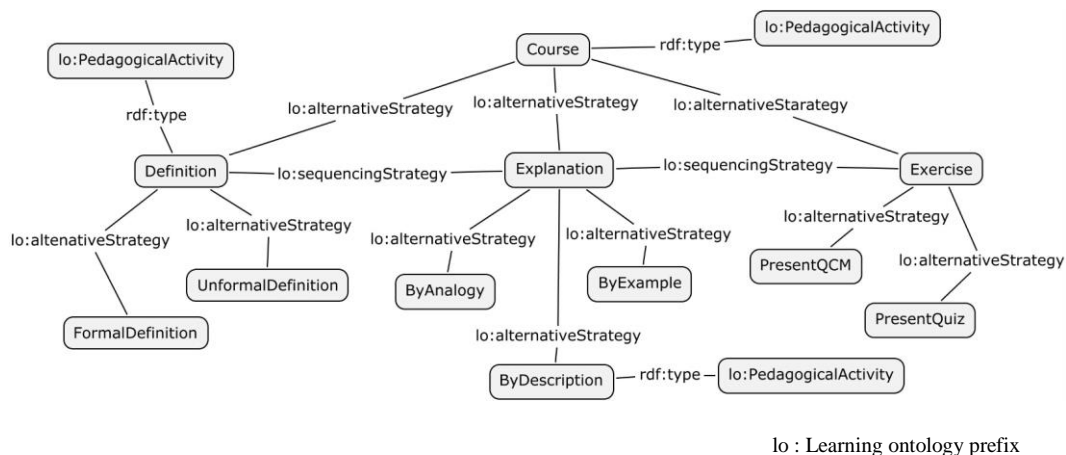 lo:PedagogicalActivity
Course
rdf:type
lo:PedagogicalActivity
rdf:type
lo:alternativeStrategy
lo:alternativeStrategy
lo:alternativeStarategy
Definition
lo:sequencingStrategy
Explanation
lo:sequencingStrategy
Exercise
lo:altenativeStrategy
lo:alternativeStrategy
lo:alternativeStrategy
lo:alternativeStrategy
lo:alternativeStrategy
lo:alternativeStrategy
UnformalDefinition
ByAnalogy
ByExample
PresentQCM
FormalDefinition
PresentQuiz
lo:alternativeStrategy
ByDescription
rdf:type
lo:PedagogicalActivity
lo : Learning ontology prefix